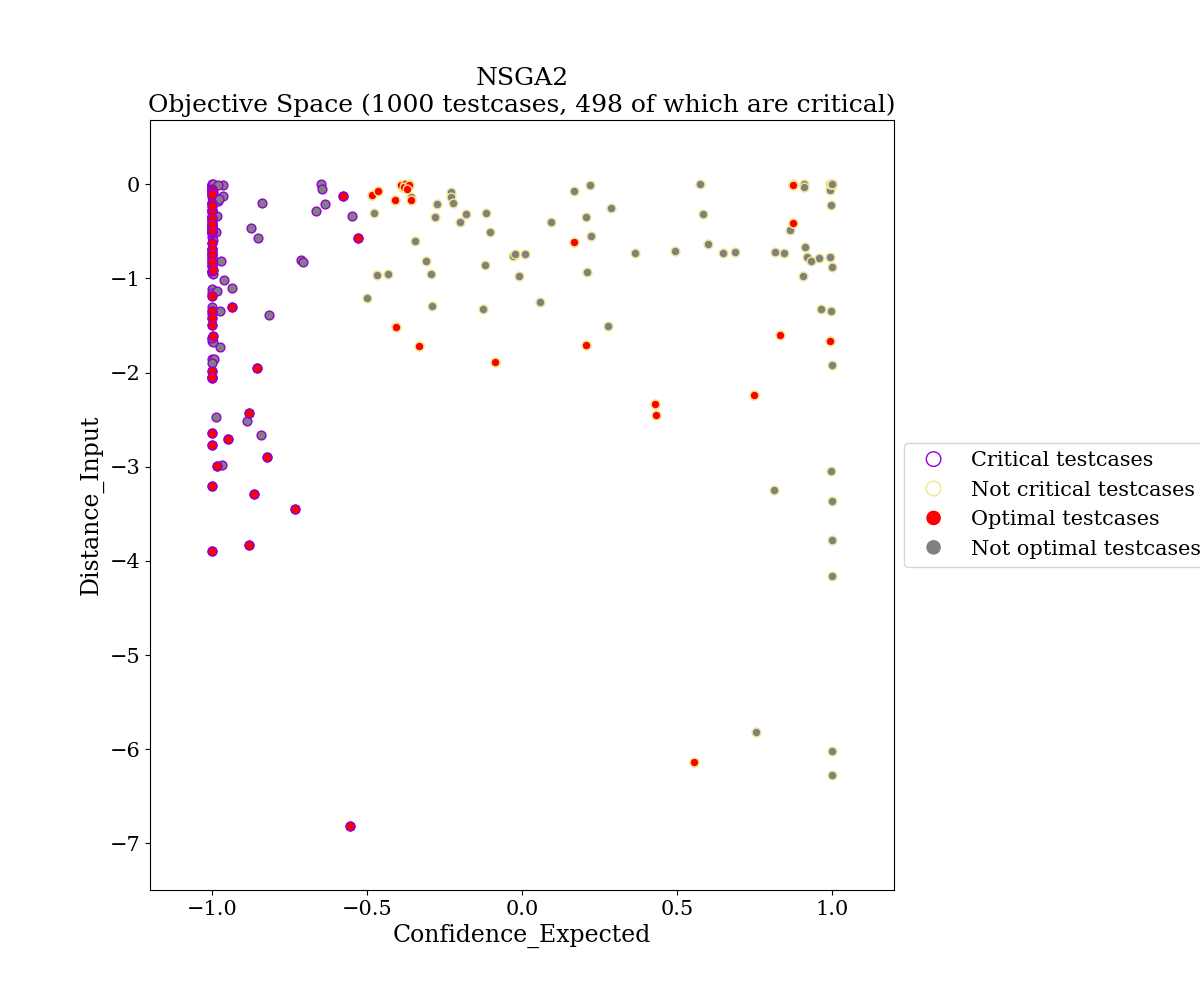 NSGA2
Objective Space (1000 testcases, 498 of which are critical)
0
−1
−2
−3
−4
−5
−6
−7
Distance_Input
−1.0 −0.5 0.0 0.5 1.0
Confidence_Expected
Critical testcases
Not critical testcases
Optimal testcases
Not optimal testcases